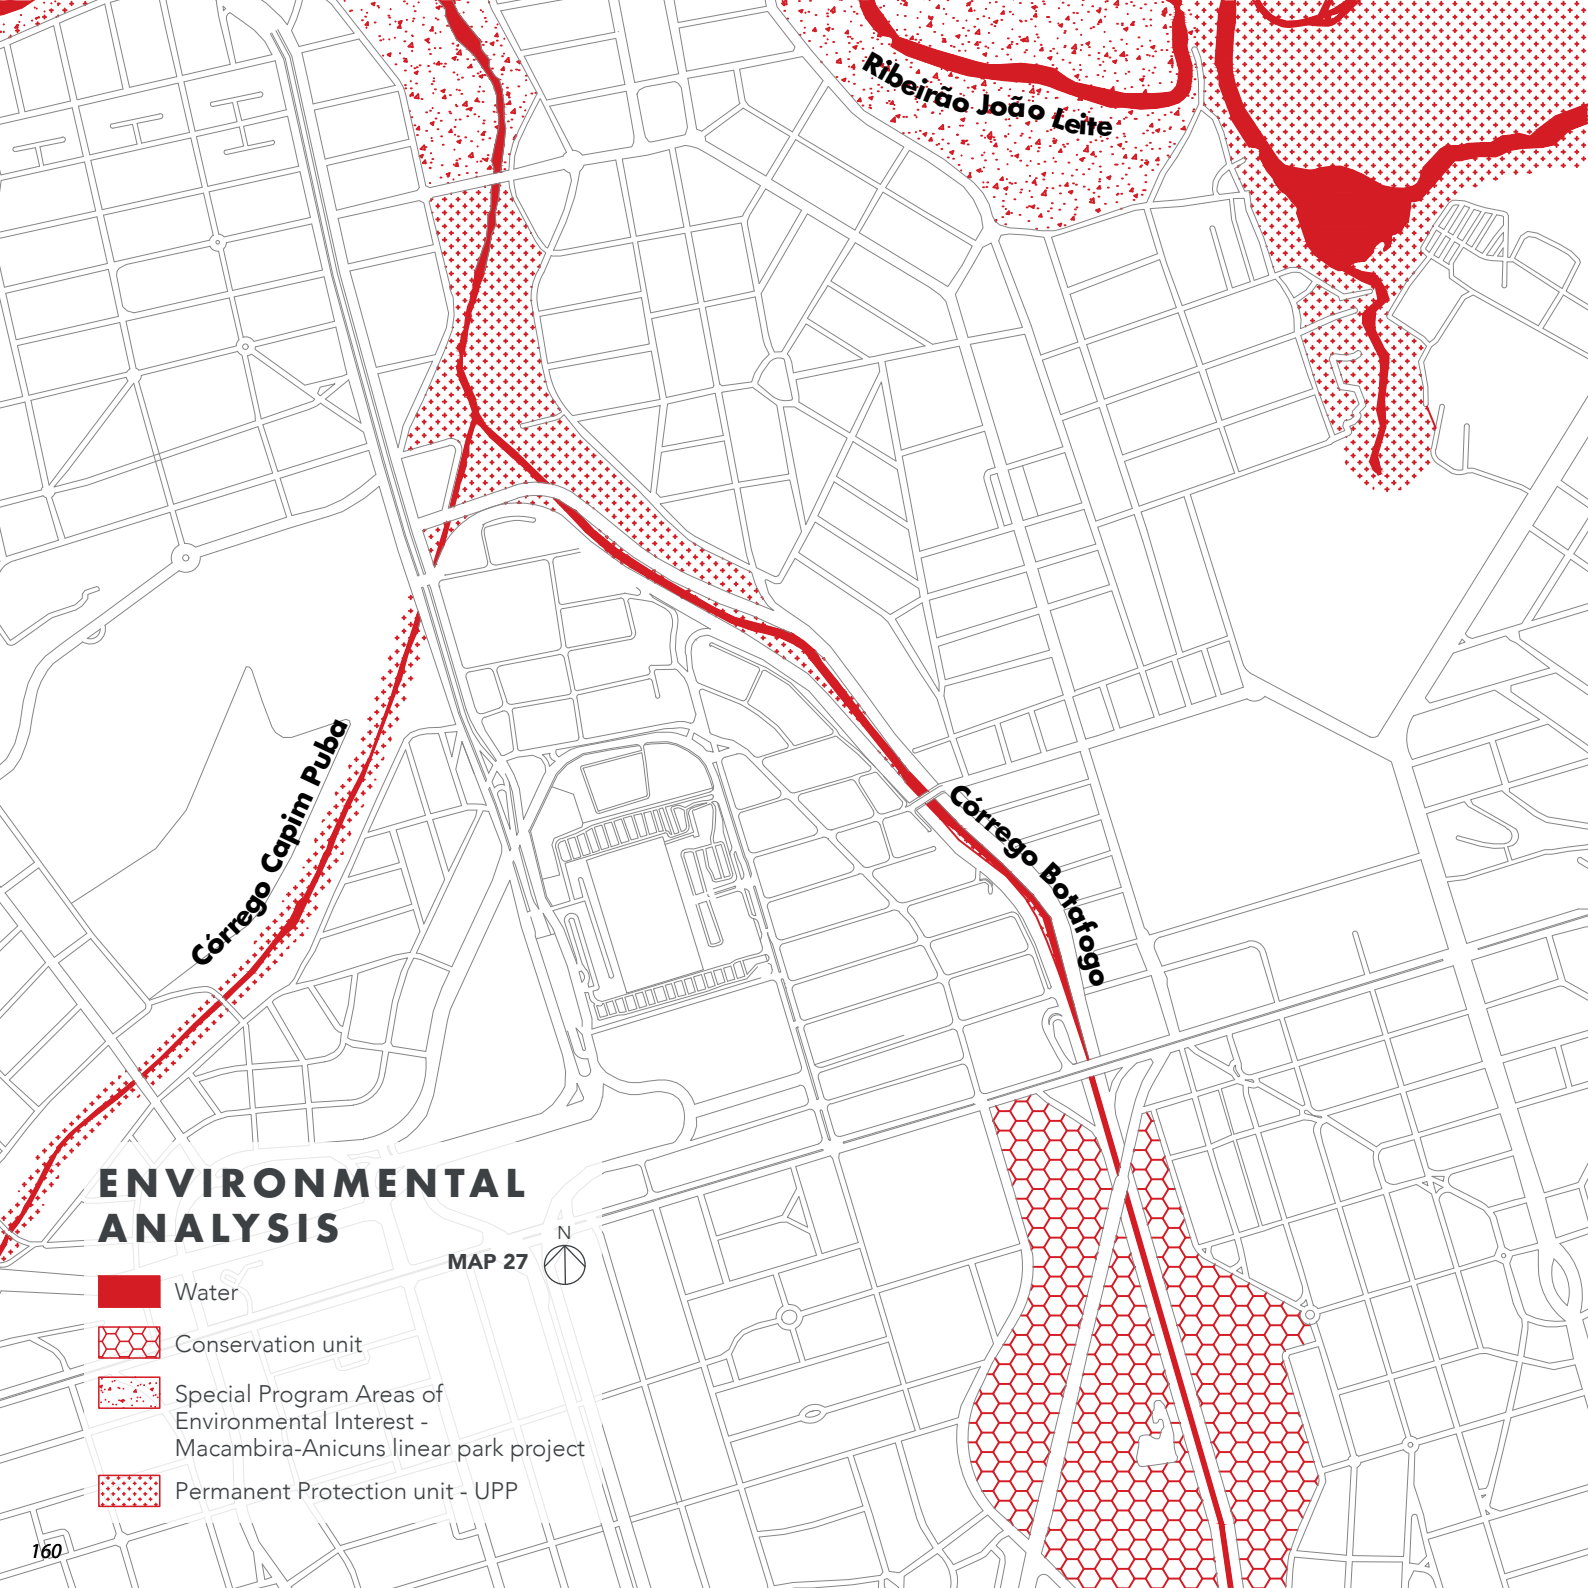 Ribeirão João Leite
Córrego Capim Puba
Córrego Botafogo
ENVIRONMENTAL
ANALYSIS
N
MAP 27
Water
Conservation unit
Special Program Areas of
Environmental Interest -
Macambira-Anicuns linear park project
Permanent Protection unit - UPP
160